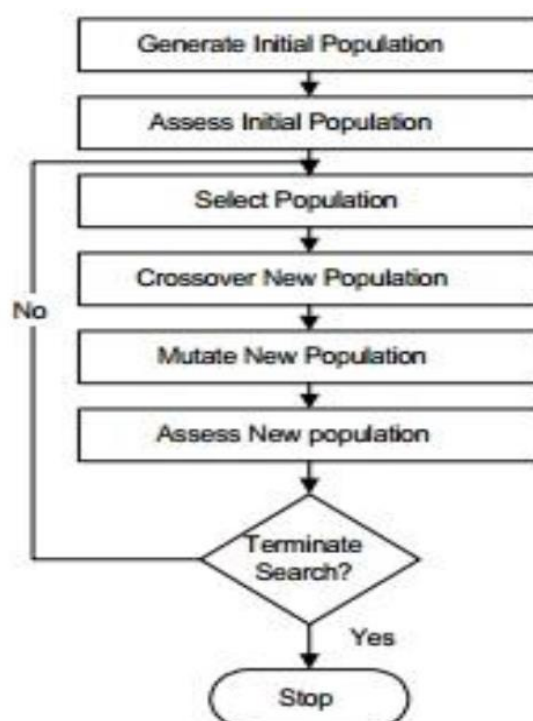 Generate Initial Population
Assess Initial Population
Select Population
Crossover New Population
No
Mutate New Population
Assess New population
Terminate
Search?
Yes
Stop